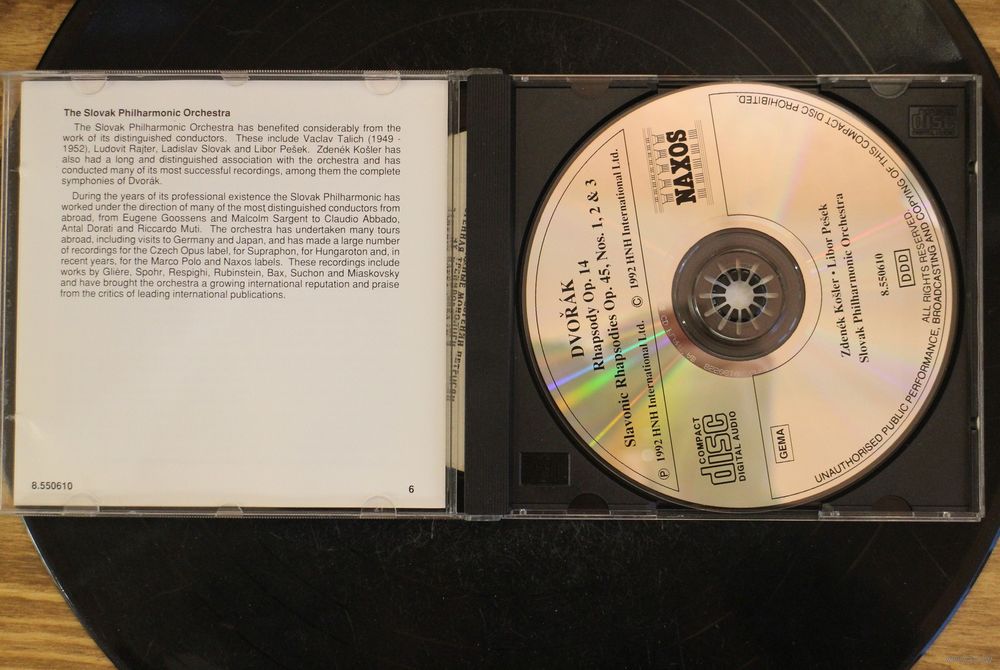 The Slovak Philharmonic Orchestra
The Slovak Philharmonic Orchestra has benefited considerably from the
work of its distinguished conductors. These include Vaclav Talich (1949 -
1952), Ludovit Rajter, Ladislav Slovak and Libor Pešek. Zdeněk Košler has
also had a long and distinguished association with the orchestra and has
conducted many of its most successful recordings, among them the complete
symphonies of Dvorák.
During the years of its professional existence the Slovak Philharmonic has
worked under the direction of many of the most distinguished conductors from
abroad, from Eugene Goossens and Malcolm Sargent to Claudio Abbado,
Antal Dorati and Riccardo Muti. The orchestra has undertaken many tours
abroad, including visits to Germany and Japan, and has made a large number
of recordings for the Czech Opus label, for Supraphon, for Hungaroton and, in
recent years, for the Marco Polo and Naxos labels. These recordings include
works by Glière, Spohr, Respighi, Rubinstein, Bax, Suchon and Miaskovsky
and have brought the orchestra a growing international reputation and praise
from the critics of leading international publications.
8.550610
6
DVOŘÁK
Rhapsody Op. 14
Slavonic Rhapsodies Op. 45, Nos. 1, 2 & 3
℗ 1992 HNH International Ltd. © 1992 HNH International Ltd.
NAXOS
COMPACT
disc
DIGITAL AUDIO
GEMA
Zdeněk Košler • Libor Pešek
Slovak Philharmonic Orchestra
8.550610
DDD
ALL RIGHTS RESERVED.
UNAUTHORISED PUBLIC PERFORMANCE, BROADCASTING AND COPYING OF THIS COMPACT DISC PROHIBITED.
disc